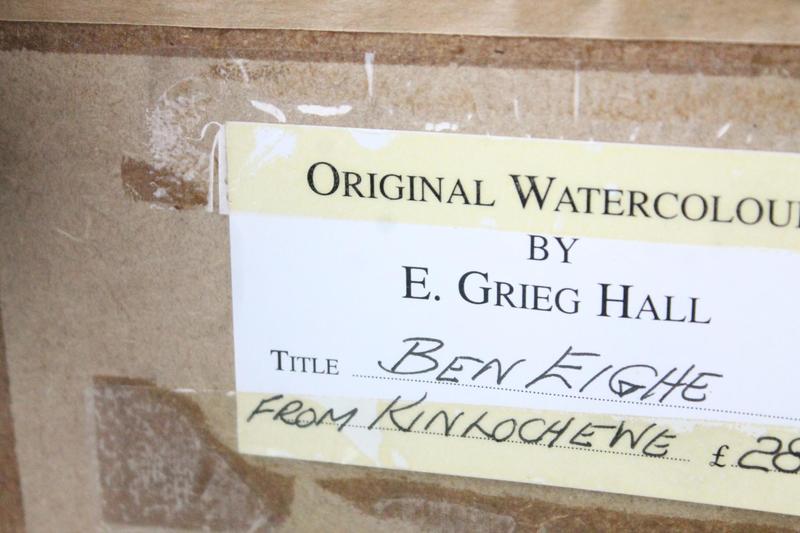 ORIGINAL WATERCOLOU
BY
E. GRIEG HALL
TITLE BEN EIGHE
FROM KINLOCHEWE £28